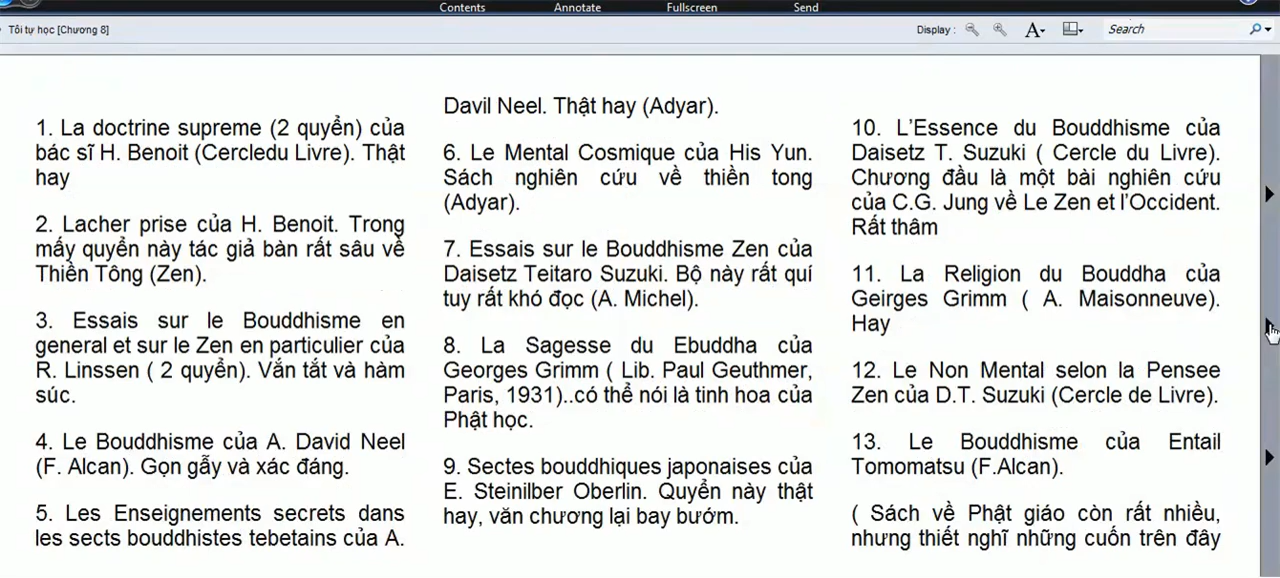 Contents Annotate Fullscreen Send
Tôi tự học [Chương 8]
Display : A Search
1. La doctrine supreme (2 quyển) của
bác sĩ H. Benoit (Cercledu Livre). Thật
hay
2. Lacher prise của H. Benoit. Trong
mấy quyển này tác giả bàn rất sâu về
Thiền Tông (Zen).
3. Essais sur le Bouddhisme en
general et sur le Zen en particulier của
R. Linssen ( 2 quyển). Vắn tắt và hàm
súc.
4. Le Bouddhisme của A. David Neel
(F. Alcan). Gọn gẫy và xác đáng.
5. Les Enseignements secrets dans
les sects bouddhistes tebetains của A.
Davil Neel. Thật hay (Adyar).
6. Le Mental Cosmique của His Yun.
Sách nghiên cứu về thiền tong
(Adyar).
7. Essais sur le Bouddhisme Zen của
Daisetz Teitaro Suzuki. Bộ này rất quí
tuy rất khó đọc (A. Michel).
8. La Sagesse du Ebuddha của
Georges Grimm ( Lib. Paul Geuthmer,
Paris, 1931)..có thể nói là tinh hoa của
Phật học.
9. Sectes bouddhiques japonaises của
E. Steinilber Oberlin. Quyển này thật
hay, văn chương lại bay bướm.
10. L'Essence du Bouddhisme của
Daisetz T. Suzuki ( Cercle du Livre).
Chương đầu là một bài nghiên cứu
của C.G. Jung về Le Zen et l'Occident.
Rất thâm
11. La Religion du Bouddha của
Geirges Grimm ( A. Maisonneuve).
Hay
12. Le Non Mental selon la Pensee
Zen của D.T. Suzuki (Cercle de Livre).
13. Le Bouddhisme của Entail
Tomomatsu (F.Alcan).
( Sách về Phật giáo còn rất nhiều,
nhưng thiết nghĩ những cuốn trên đây